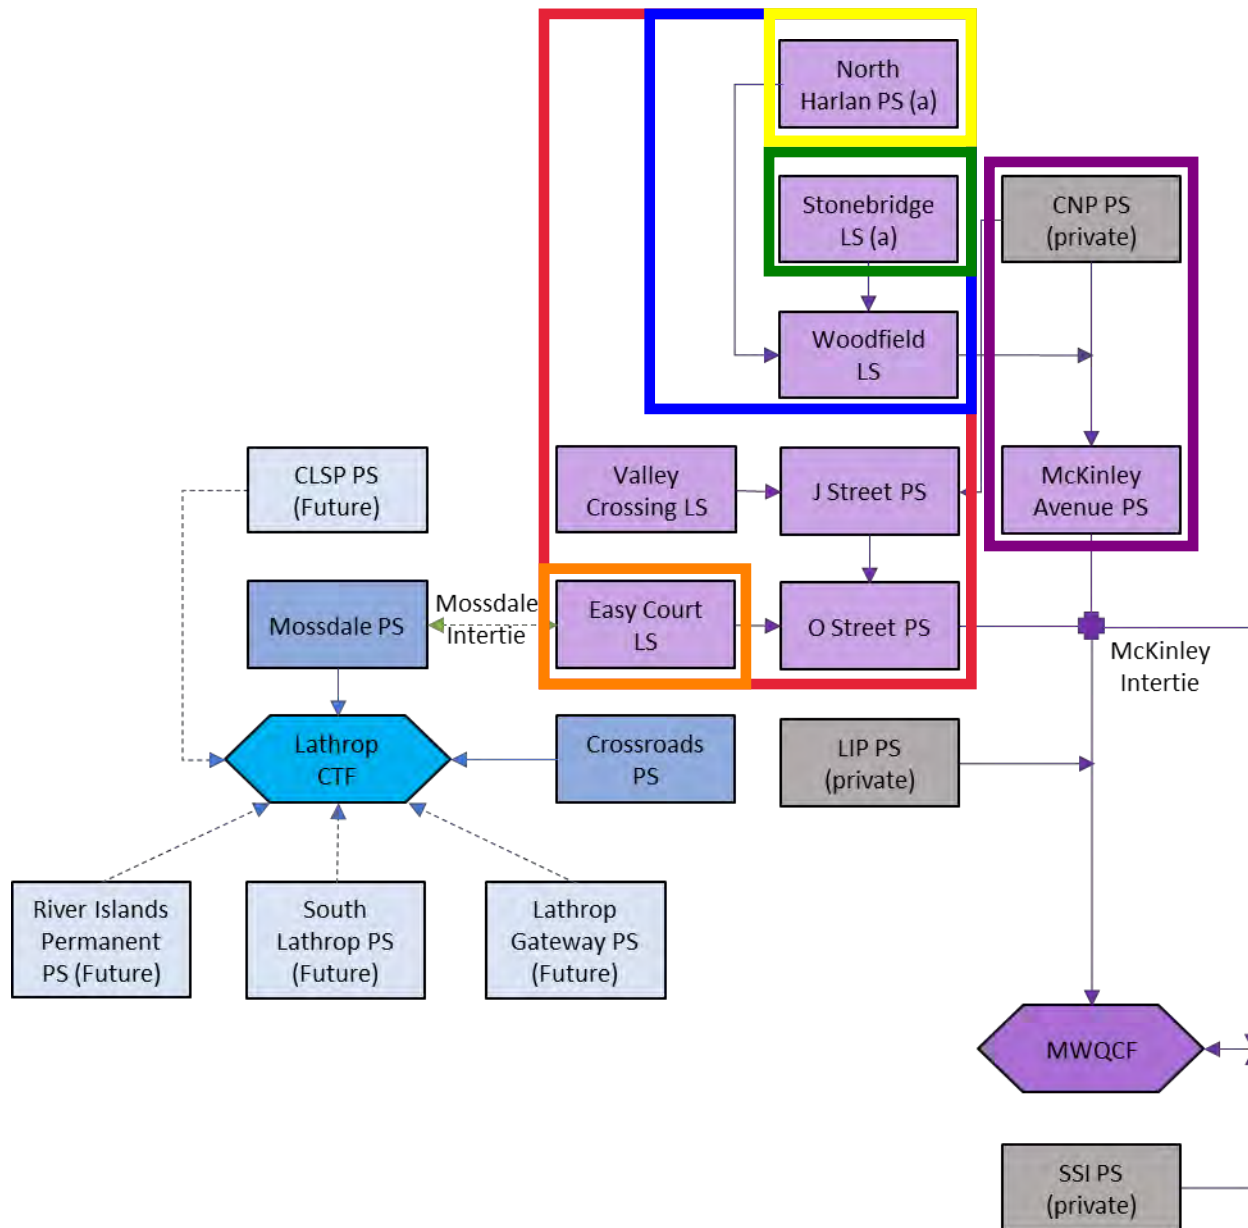 North
Harlan PS (a)
Stonebridge
LS (a)
CNP PS
(private)
Woodfield
LS
CLSP PS
(Future)
Valley
Crossing LS
J Street PS
McKinley
Avenue PS
Mossdale PS
Mossdale
Intertie
Easy Court
LS
O Street PS
McKinley
Intertie
Lathrop
CTF
Crossroads
PS
LIP PS
(private)
River Islands
Permanent
PS (Future)
South
Lathrop PS
(Future)
Lathrop
Gateway PS
(Future)
MWQCF
SSI PS
(private)